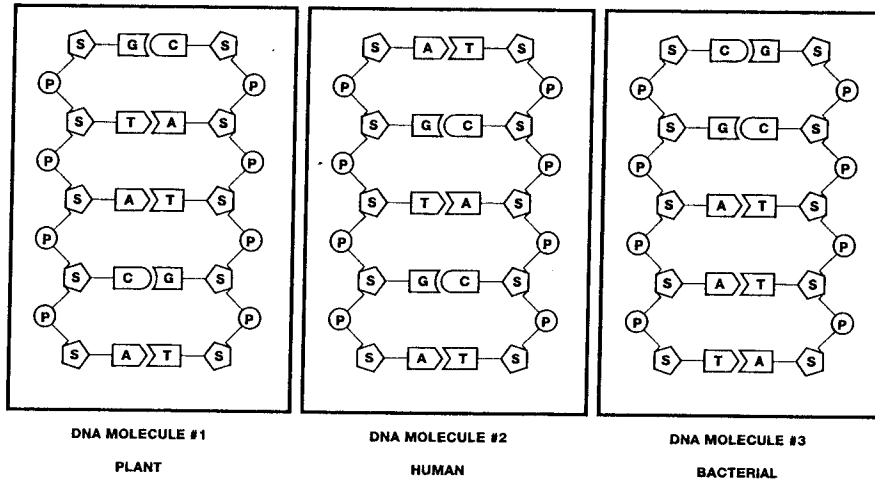 S G C S
P P
S T A S
P P
S A T S
P P
S C G S
P P
S A T S
DNA MOLECULE #1
PLANT
S A T S
P P
S G C S
P P
S T A S
P P
S G C S
P P
S A T S
DNA MOLECULE #2
HUMAN
S C G S
P P
S G C S
P P
S A T S
P P
S A T S
P P
S T A S
DNA MOLECULE #3
BACTERIAL